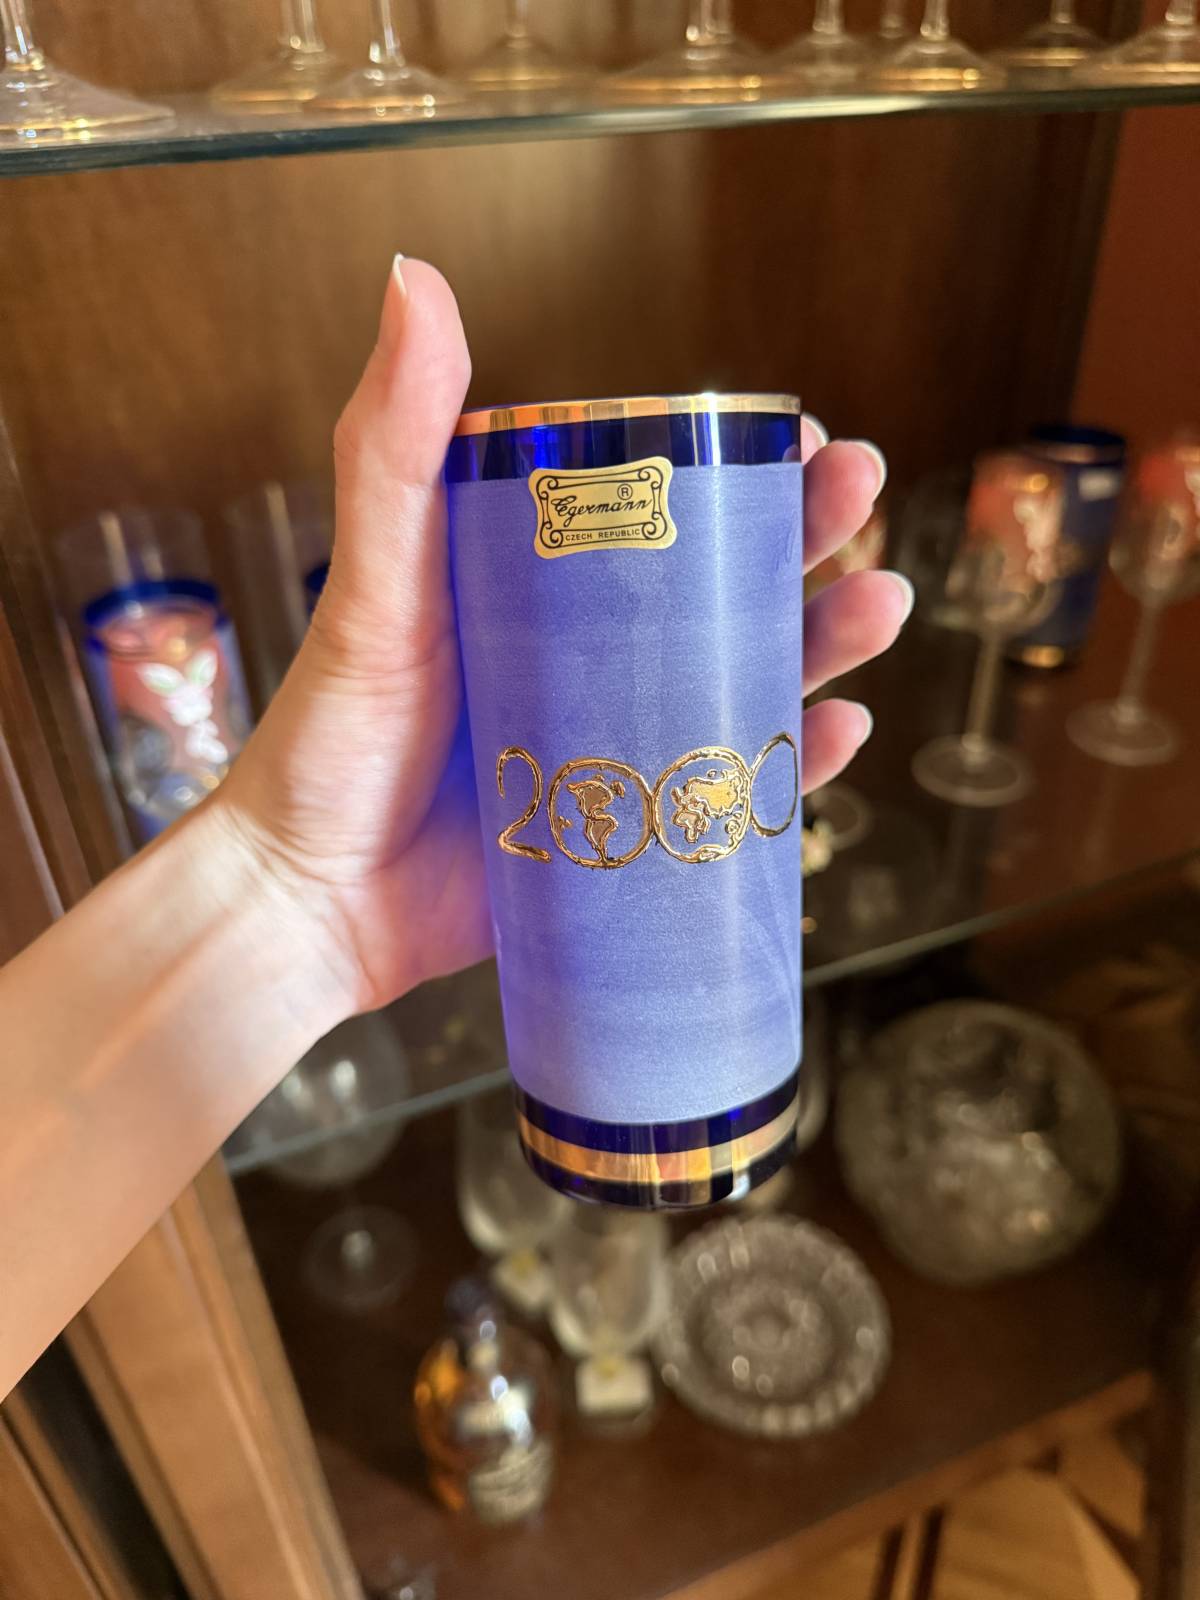 Egermann ®
CZECH REPUBLIC
2000